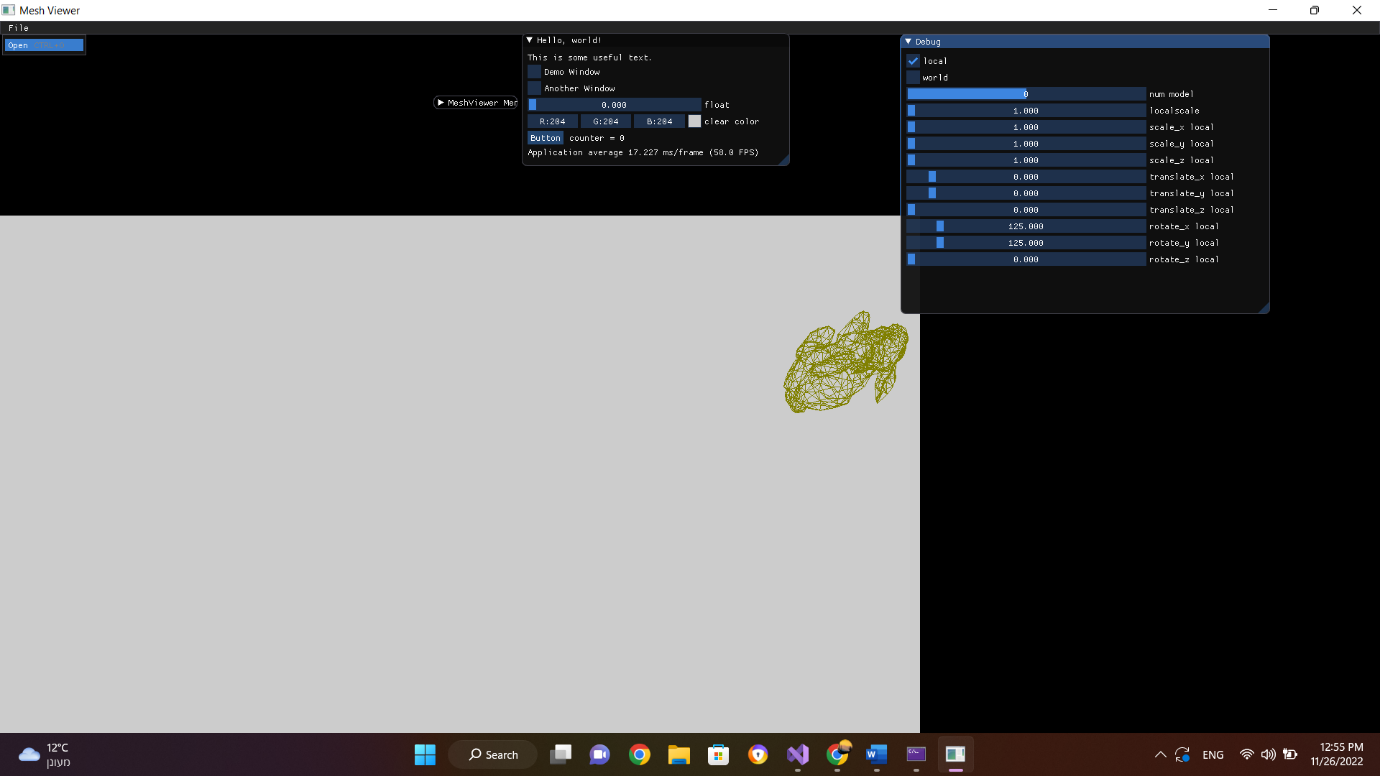 Mesh Viewer
File
Open
Hello, world!
This is some useful text.
Demo Window
Another Window
0.000 float
R:204 G:204 B:204 clear color
Button counter = 0
Application average 17.227 ms/frame (58.0 FPS)
MeshViewer
Debug
local
world
0 num model
1.000 localscale
1.000 scale_x local
1.000 scale_y local
1.000 scale_z local
0.000 translate_x local
0.000 translate_y local
0.000 translate_z local
125.000 rotate_x local
125.000 rotate_y local
0.000 rotate_z local
12°C
מעונן
Search
ENG
12:55 PM
11/26/2022